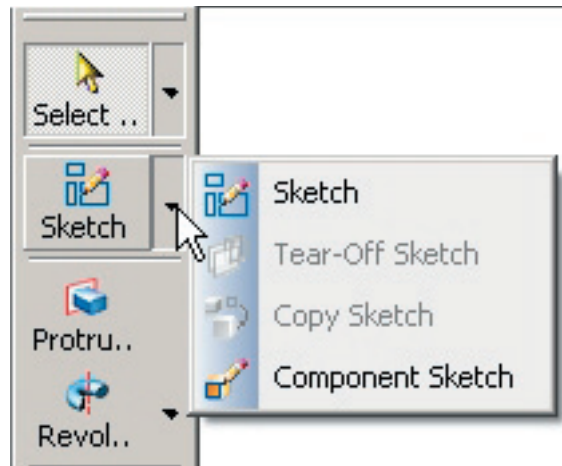 Select ..
Sketch
Protru..
Revol..
Sketch
Tear-Off Sketch
Copy Sketch
Component Sketch